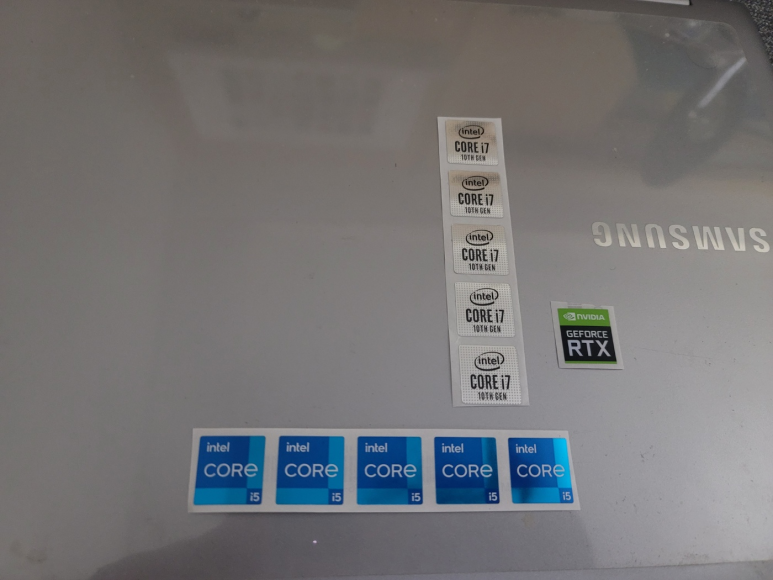 intel
CORE i7
10TH GEN
intel
CORE i7
10TH GEN
intel
CORE i7
10TH GEN
intel
CORE i7
10TH GEN
intel
CORE i7
10TH GEN
SAMSUNG
NVIDIA
GEFORCE
RTX
intel
CORE
i5
intel
CORE
i5
intel
CORE
i5
intel
CORE
i5
intel
CORE
i5